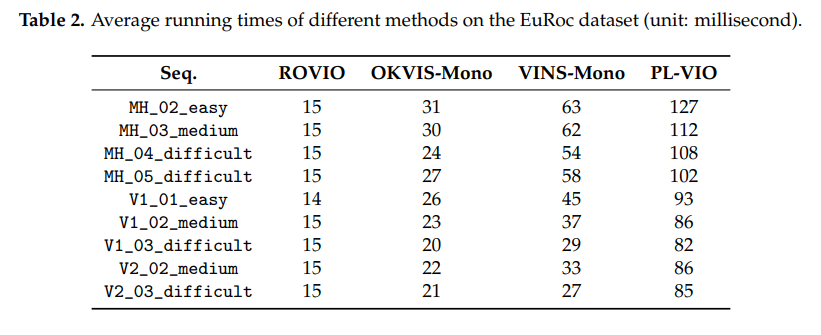 Table 2. Average running times of different methods on the EuRoc dataset (unit: millisecond).
Seq. ROVIO OKVIS-Mono VINS-Mono PL-VIO
MH_02_easy 15 31 63 127
MH_03_medium 15 30 62 112
MH_04_difficult 15 24 54 108
MH_05_difficult 15 27 58 102
V1_01_easy 14 26 45 93
V1_02_medium 15 23 37 86
V1_03_difficult 15 20 29 82
V2_02_medium 15 22 33 86
V2_03_difficult 15 21 27 85